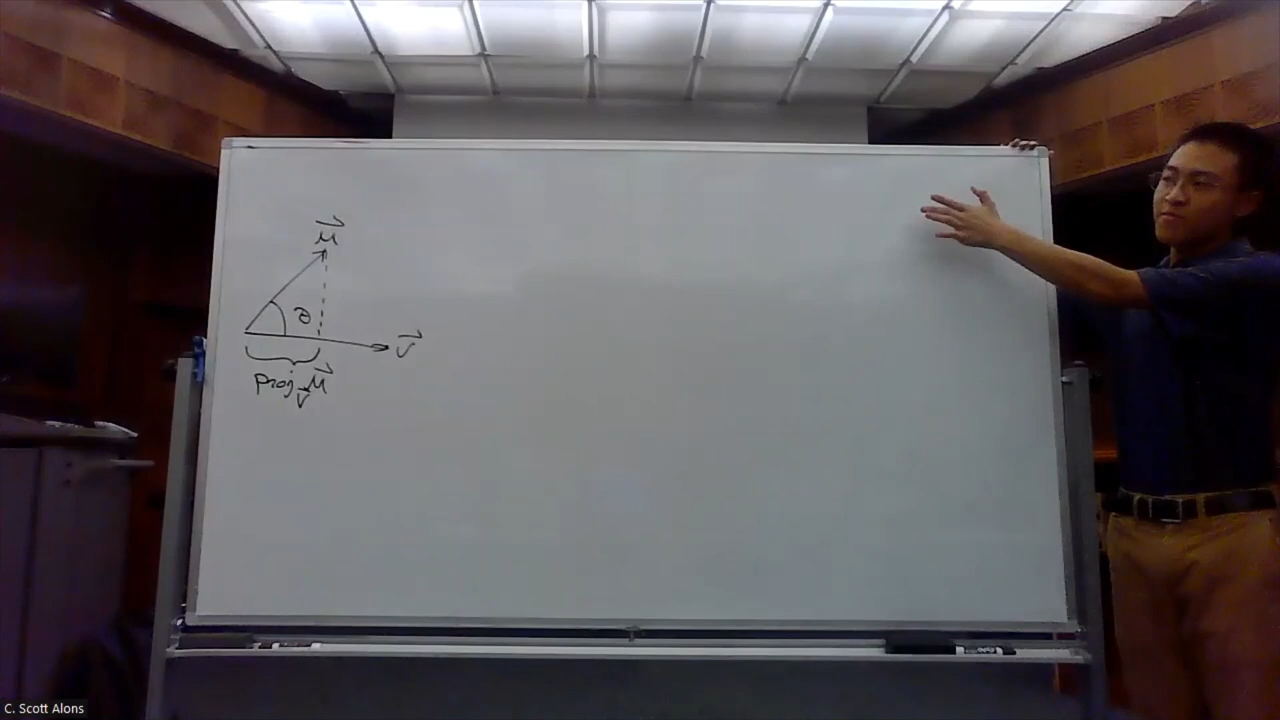 u⃗
θ
v⃗
proj_v⃗ u⃗
C. Scott Alons